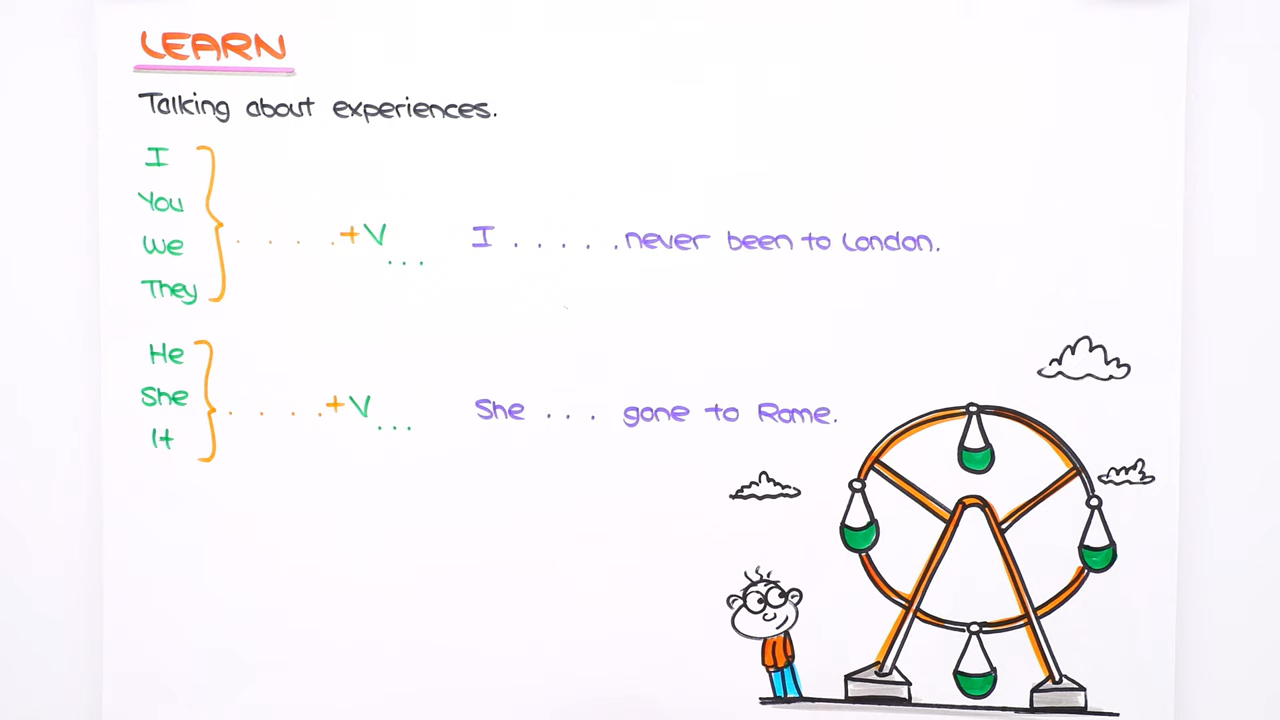 LEARN
Talking about experiences.
I
You
We
They
. . . . . +V ...
I . . . . . never been to London.
He
She
It
. . . . . +V ...
She . . . gone to Rome.